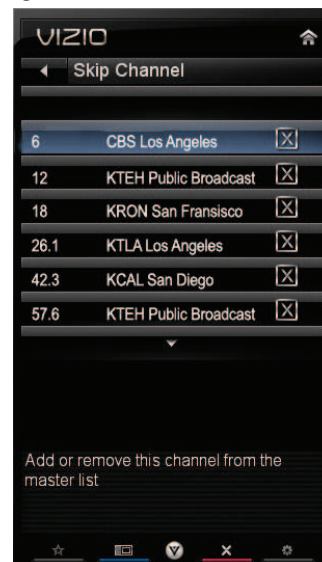 VIZIO
Skip Channel
6 CBS Los Angeles X
12 KTEH Public Broadcast X
18 KRON San Fransisco X
26.1 KTLA Los Angeles X
42.3 KCAL San Diego X
57.6 KTEH Public Broadcast X
Add or remove this channel from the
master list